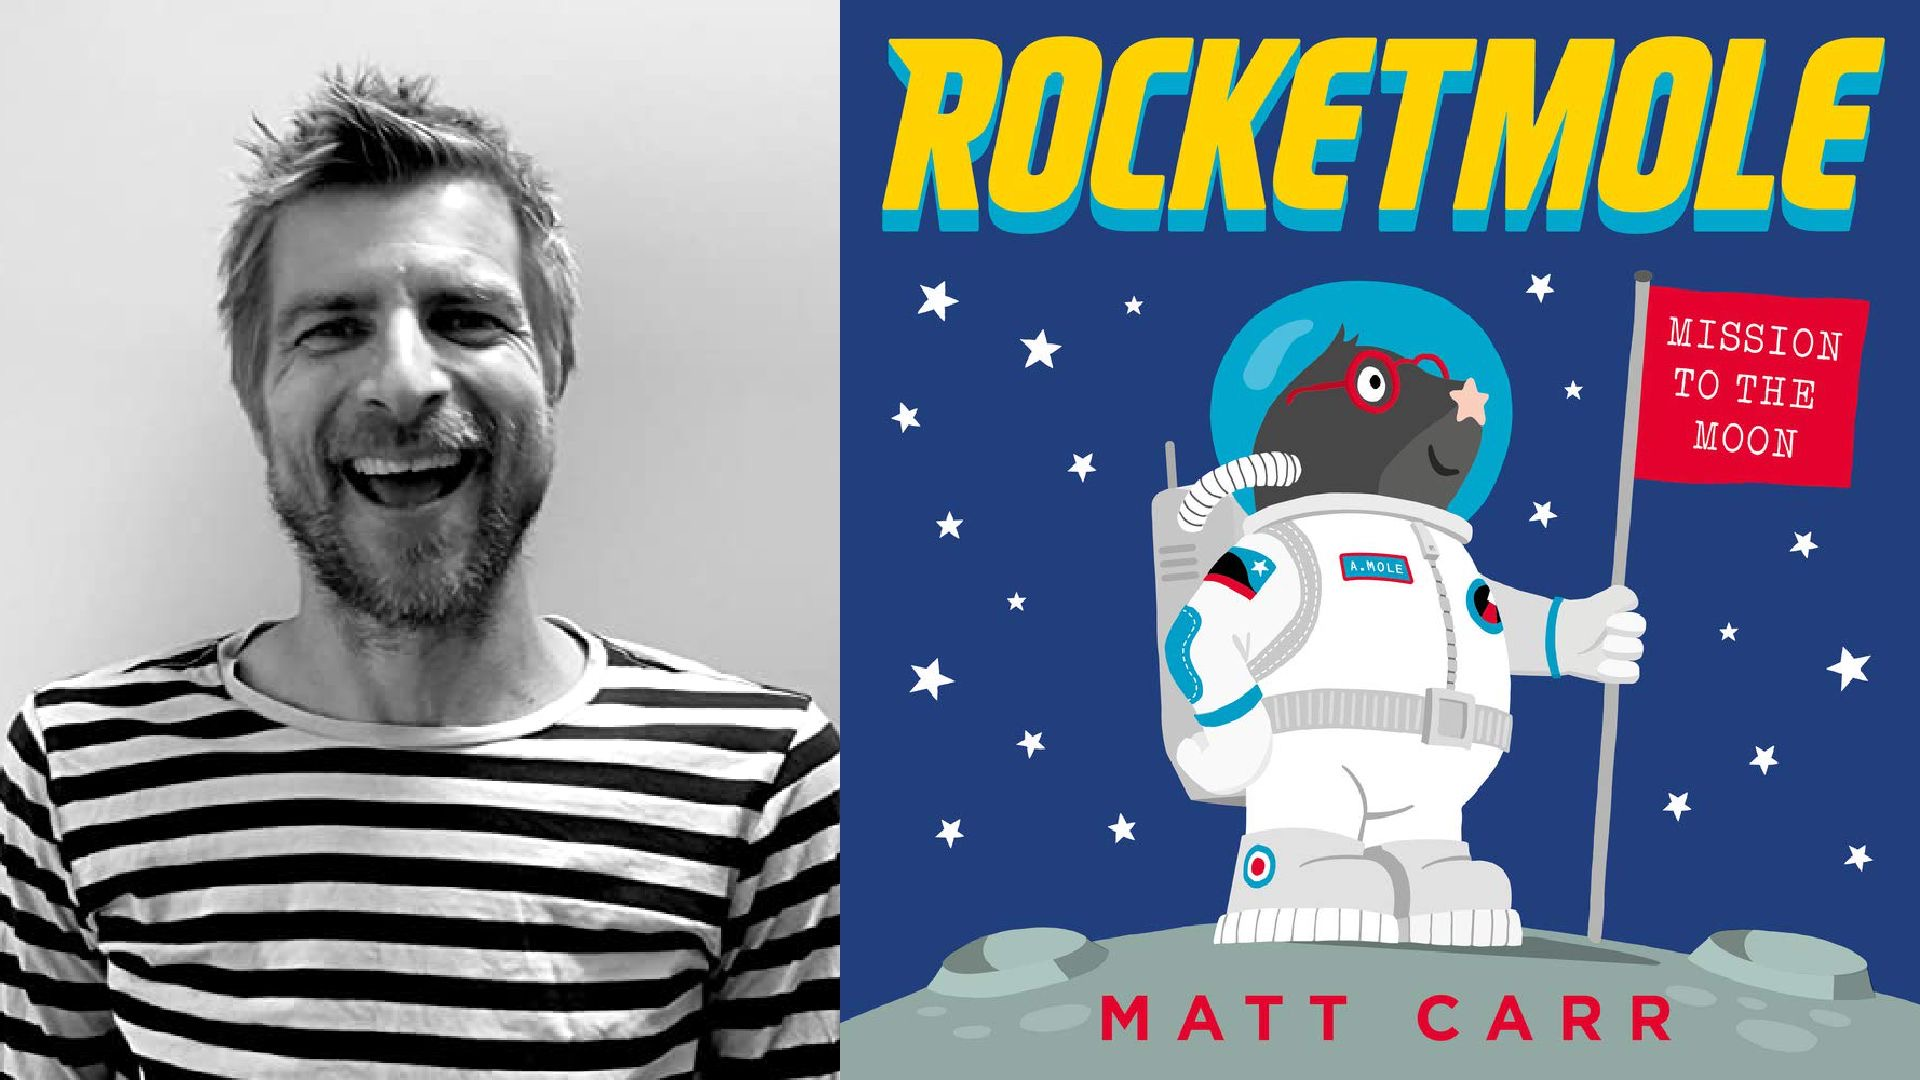 ROCKETMOLE
MISSION
TO THE
MOON
A.MOLE
MATT CARR